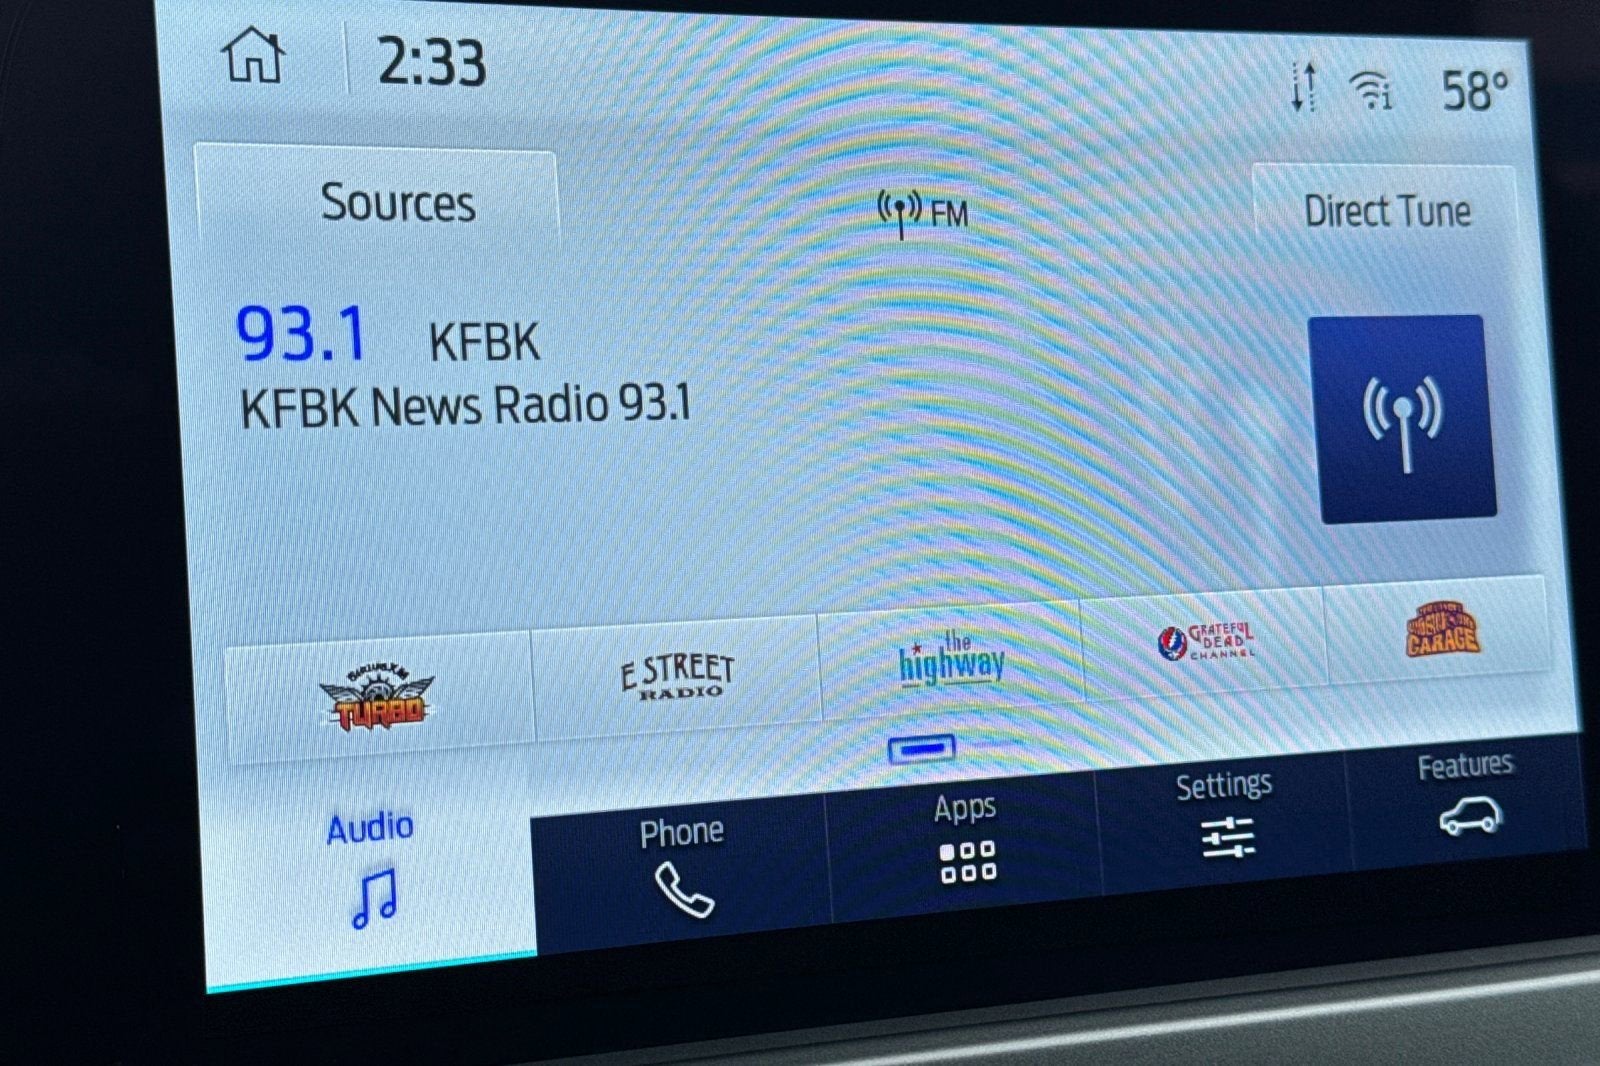 2:33
58°
Sources
FM
Direct Tune
93.1 KFBK
KFBK News Radio 93.1
SiriusXM
TURBO
E STREET
RADIO
the
highway
GRATEFUL
DEAD
CHANNEL
GARAGE
Audio
Phone
Apps
Settings
Features